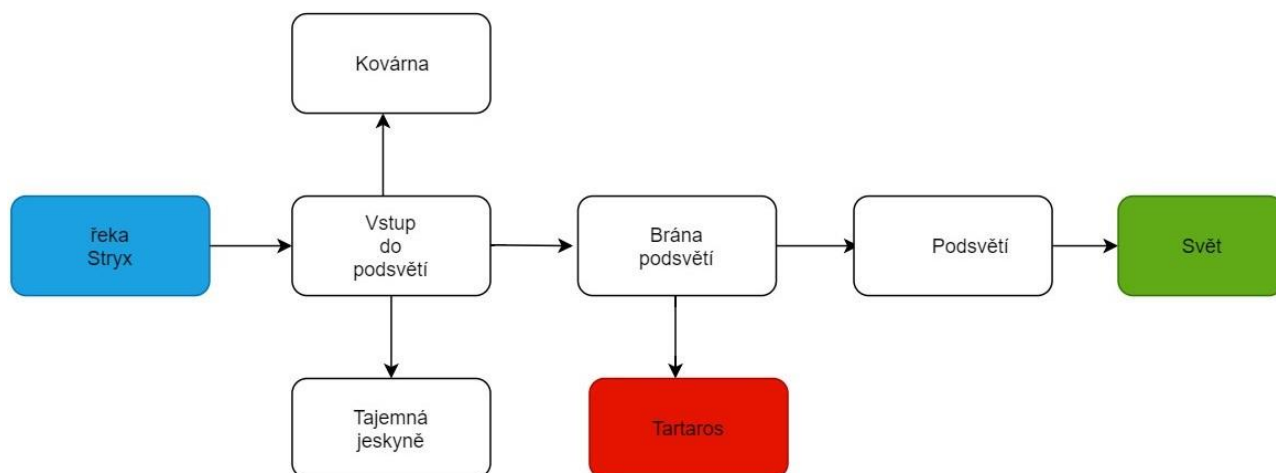 Kovárna
řeka
Stryx
Vstup
do
podsvětí
Brána
podsvětí
Podsvětí
Svět
Tajemná
jeskyně
Tartaros